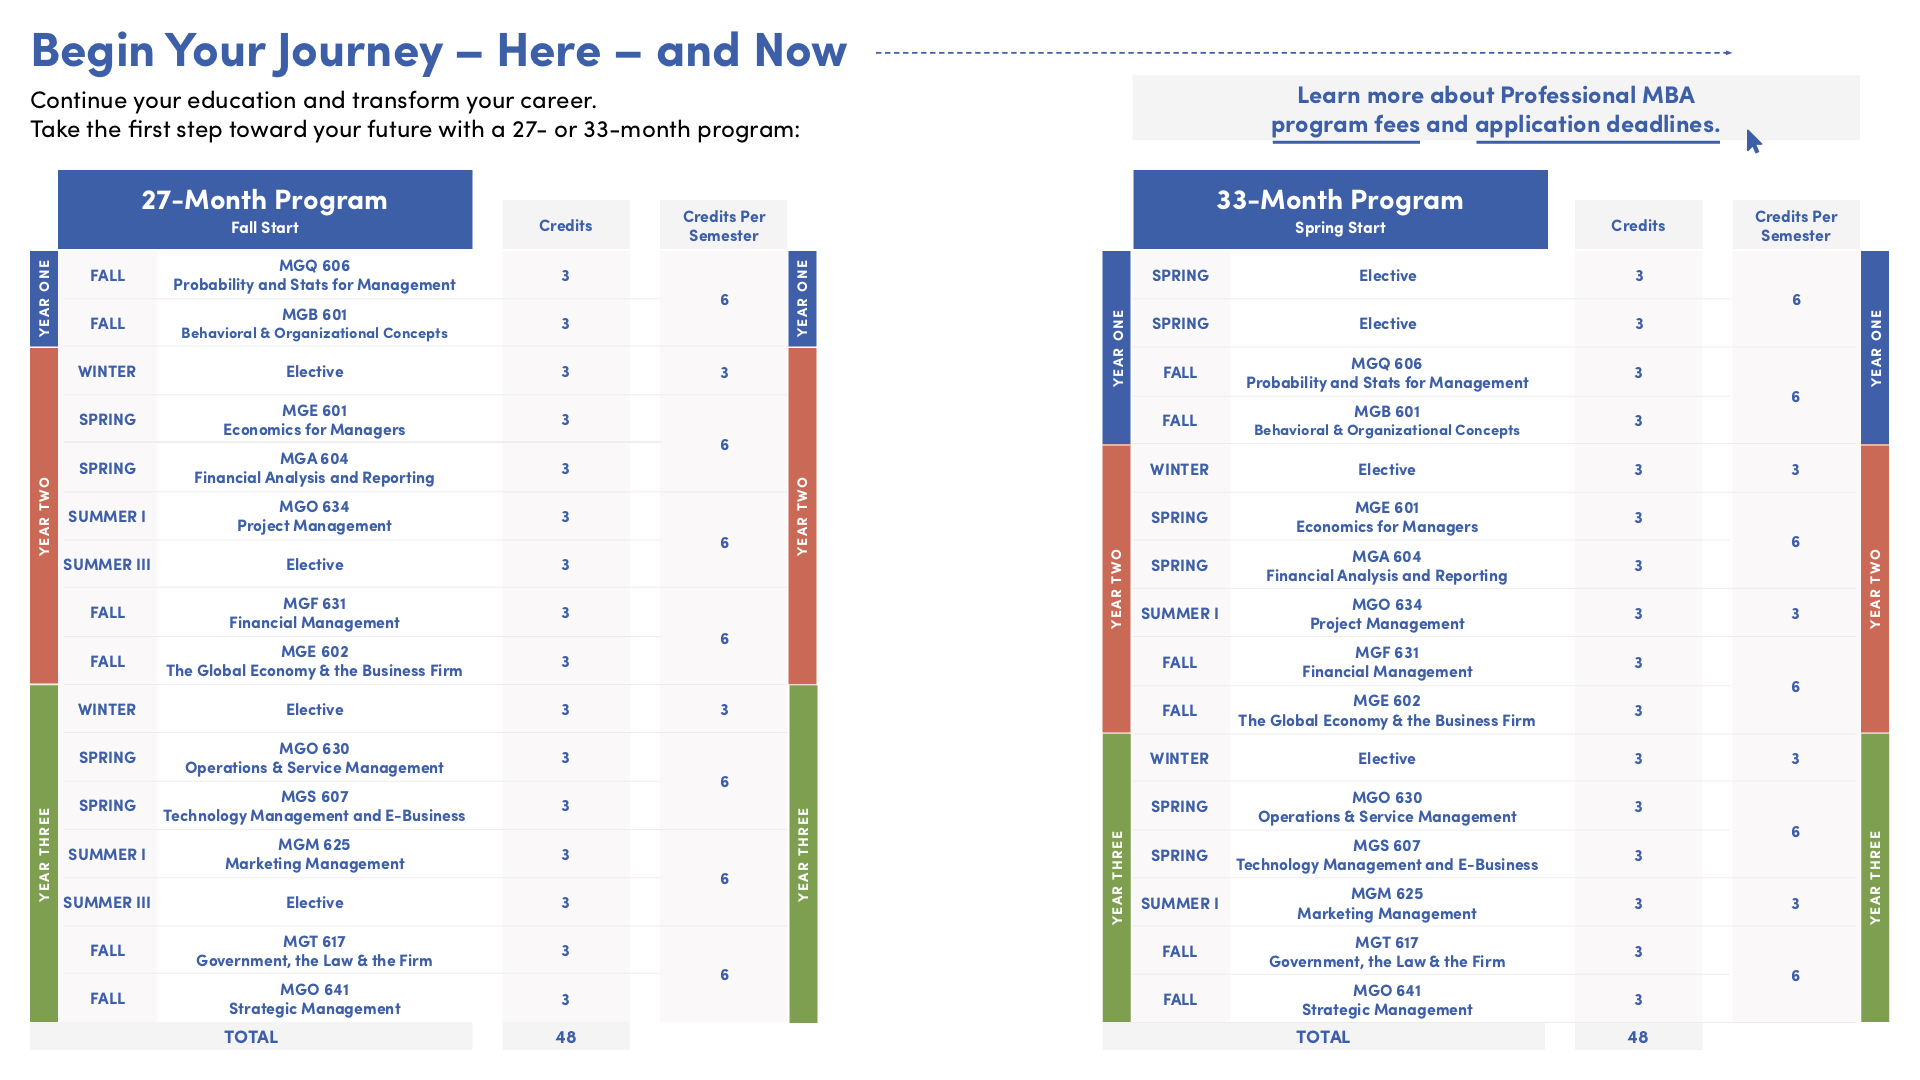 Begin Your Journey – Here – and Now
Continue your education and transform your career.
Take the first step toward your future with a 27- or 33-month program:
Learn more about Professional MBA
program fees and application deadlines.
27-Month Program
Fall Start
Credits
Credits Per
Semester
YEAR ONE
FALL
MGQ 606
Probability and Stats for Management
3
6
YEAR ONE
FALL
MGB 601
Behavioral & Organizational Concepts
3
YEAR TWO
WINTER
Elective
3
3
YEAR TWO
SPRING
MGE 601
Economics for Managers
3
6
SPRING
MGA 604
Financial Analysis and Reporting
3
SUMMER I
MGO 634
Project Management
3
6
SUMMER III
Elective
3
FALL
MGF 631
Financial Management
3
6
FALL
MGE 602
The Global Economy & the Business Firm
3
YEAR THREE
WINTER
Elective
3
3
YEAR THREE
SPRING
MGO 630
Operations & Service Management
3
6
SPRING
MGS 607
Technology Management and E-Business
3
SUMMER I
MGM 625
Marketing Management
3
6
SUMMER III
Elective
3
FALL
MGT 617
Government, the Law & the Firm
3
6
FALL
MGO 641
Strategic Management
3
TOTAL
48
33-Month Program
Spring Start
Credits
Credits Per
Semester
YEAR ONE
SPRING
Elective
3
6
YEAR ONE
SPRING
Elective
3
FALL
MGQ 606
Probability and Stats for Management
3
6
FALL
MGB 601
Behavioral & Organizational Concepts
3
YEAR TWO
WINTER
Elective
3
3
YEAR TWO
SPRING
MGE 601
Economics for Managers
3
6
SPRING
MGA 604
Financial Analysis and Reporting
3
SUMMER I
MGO 634
Project Management
3
3
FALL
MGF 631
Financial Management
3
6
FALL
MGE 602
The Global Economy & the Business Firm
3
YEAR THREE
WINTER
Elective
3
3
YEAR THREE
SPRING
MGO 630
Operations & Service Management
3
6
SPRING
MGS 607
Technology Management and E-Business
3
SUMMER I
MGM 625
Marketing Management
3
3
FALL
MGT 617
Government, the Law & the Firm
3
6
FALL
MGO 641
Strategic Management
3
TOTAL
48